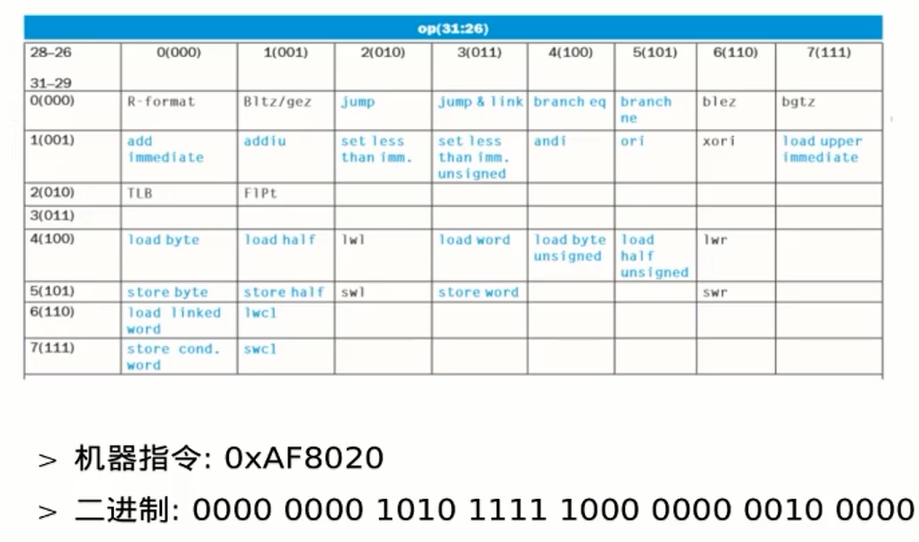 op(31:26)
28–26 0(000) 1(001) 2(010) 3(011) 4(100) 5(101) 6(110) 7(111)
31–29
0(000) R-format Bltz/gez jump jump & link branch eq branch blez bgtz
ne
1(001) add addiu set less set less andi ori xori load upper
immediate than imm. than imm. immediate
unsigned
2(010) TLB FlPt
3(011)
4(100) load byte load half lwl load word load byte load lwr
unsigned half
unsigned
5(101) store byte store half swl store word swr
6(110) load linked lwc1
word
7(111) store cond. swc1
word
> 机器指令: 0xAF8020
> 二进制: 0000 0000 1010 1111 1000 0000 0010 0000